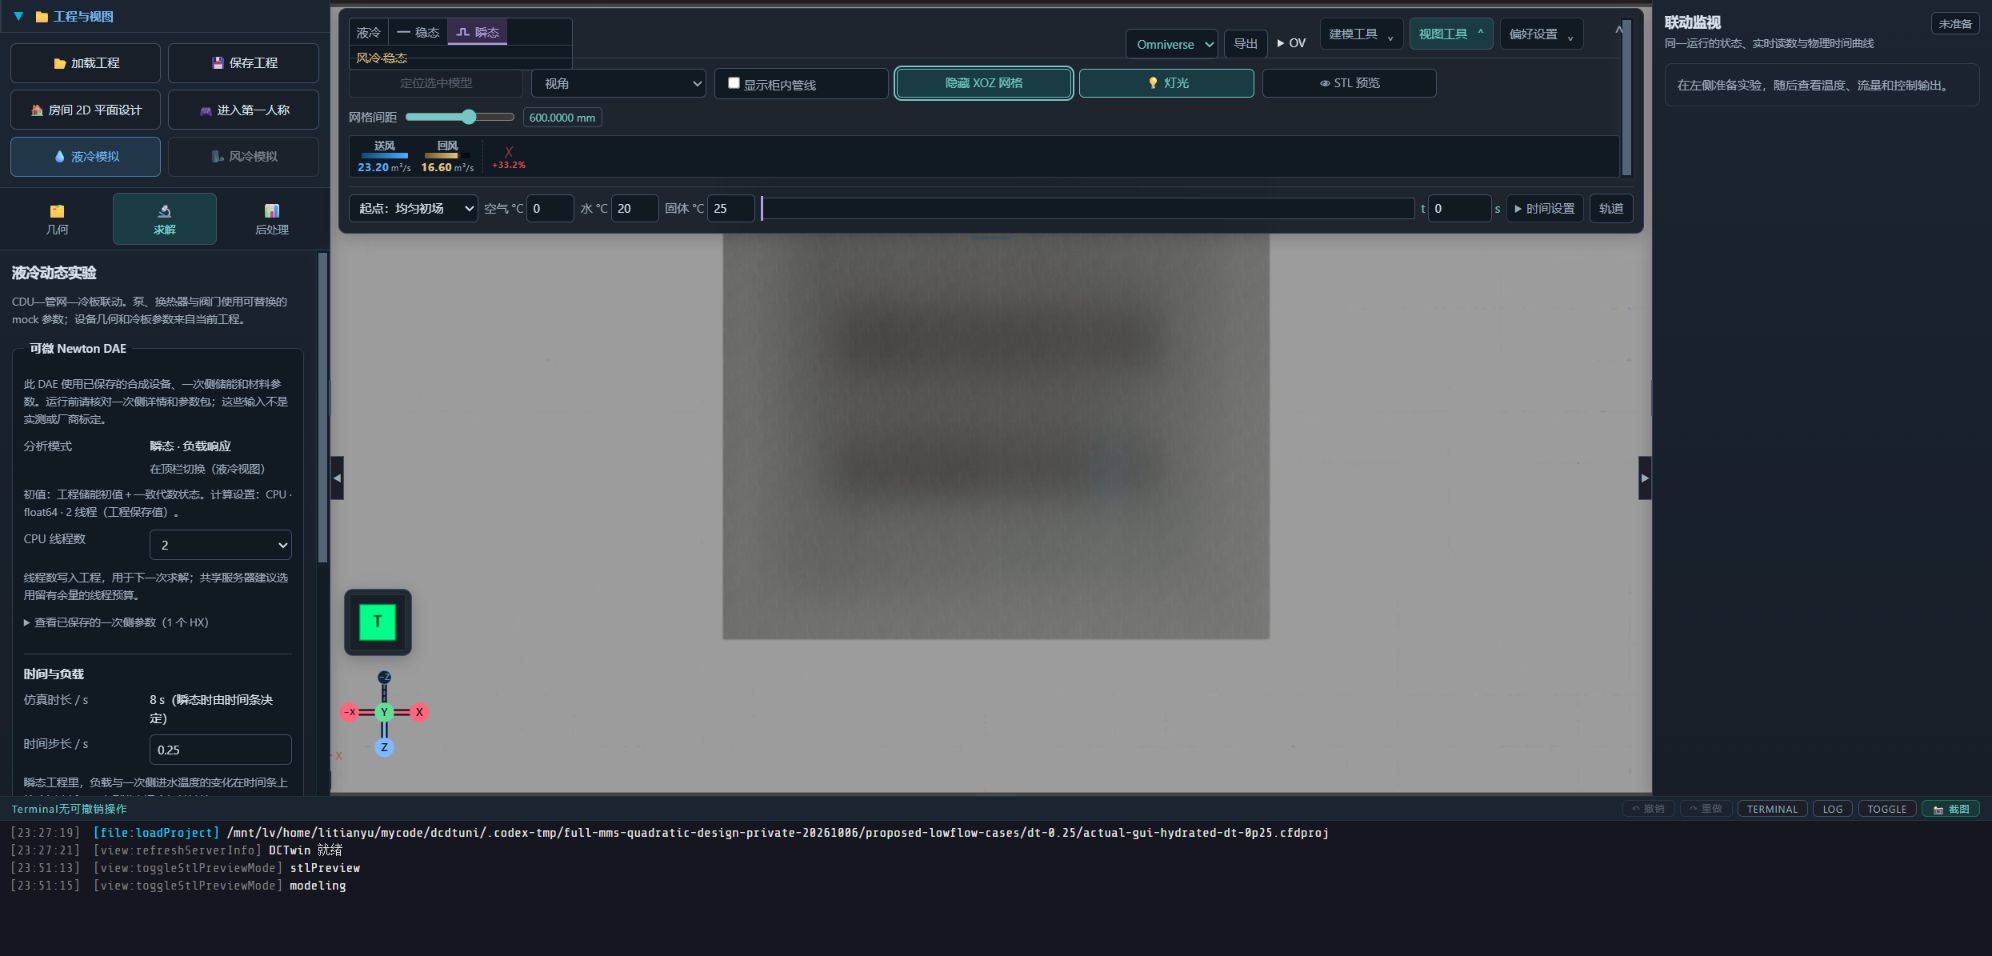 ▼ 工程与视图
加载工程
保存工程
房间 2D 平面设计
进入第一人称
液冷模拟
风冷模拟
几何
求解
后处理
液冷动态实验
CDU—管网—冷板联动。泵、换热器与阀门使用可替换的
mock 参数；设备几何和冷板参数来自当前工程。
可微 Newton DAE
此 DAE 使用已保存的合成设备、一次侧储能和材料参
数。运行前请核对一次侧详情和参数包；这些输入不是
实测或厂商标定。
分析模式
瞬态 · 负载响应
在顶栏切换（液冷视图）
初值：工程储能初值 + 一致代数状态。计算设置：CPU ·
float64 · 2 线程（工程保存值）。
CPU 线程数
2
线程数写入工程，用于下一次求解；共享服务器建议选
用留有余量的线程预算。
▶ 查看已保存的一次侧参数（1 个 HX）
时间与负载
仿真时长 / s
8 s（瞬态时由时间条决
定）
时间步长 / s
0.25
瞬态工程里，负载与一次侧进水温度的变化在时间条上
液冷
稳态
瞬态
风冷·稳态
Omniverse
导出
▶ OV
建模工具
视图工具 ^
偏好设置
定位选中模型
视角
显示柜内管线
隐藏 XOZ 网格
灯光
STL 预览
网格间距
600.0000 mm
送风
23.20 m³/s
回风
16.60 m³/s
╳
+33.2%
起点：均匀初场
空气 °C
0
水 °C
20
固体 °C
25
t
0
s
▶ 时间设置
轨道
◀
▶
T
-Z
-X
Y
X
Z
X
联动监视
未准备
同一运行的状态、实时读数与物理时间曲线
在左侧准备实验，随后查看温度、流量和控制输出。
Terminal无可撤销操作
↶ 撤销
↷ 重做
TERMINAL
LOG
TOGGLE
截图
[23:27:19] [file:loadProject] /mnt/lv/home/litianyu/mycode/dcdtuni/.codex-tmp/full-mms-quadratic-design-private-20261006/proposed-lowflow-cases/dt-0.25/actual-gui-hydrated-dt-0p25.cfdproj
[23:27:21] [view:refreshServerInfo] DCTwin 就绪
[23:51:13] [view:toggleStlPreviewMode] stlPreview
[23:51:15] [view:toggleStlPreviewMode] modeling